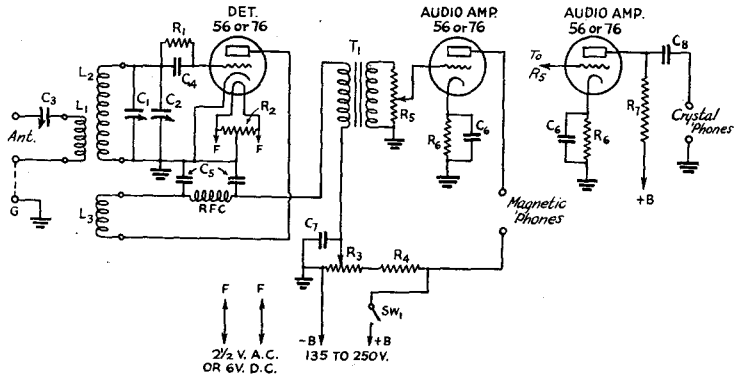 DET.
56 or 76
AUDIO AMP.
56 or 76
AUDIO AMP.
56 or 76
R1
T1
C8
L2
C4
To
R5
C3
L1
C1
C2
R2
R5
R7
Ant.
F
F
R6
C6
C6
R6
Crystal
Phones
C5
+B
G
L3
RFC
Magnetic
Phones
C7
R3
R4
F
F
SW1
-B
+B
2½ V. A.C.
OR 6V. D.C.
135 TO 250V.